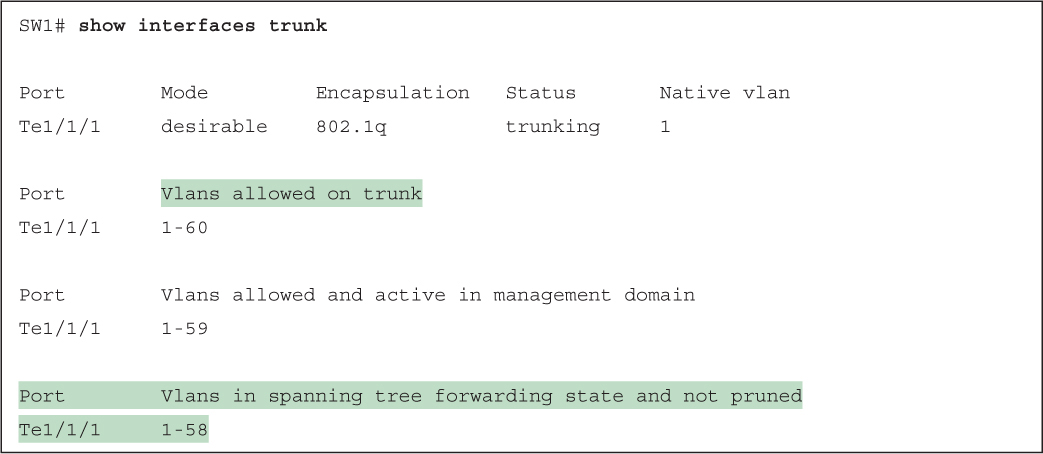 SW1# show interfaces trunk
Port Mode Encapsulation Status Native vlan
Te1/1/1 desirable 802.1q trunking 1
Port Vlans allowed on trunk
Te1/1/1 1-60
Port Vlans allowed and active in management domain
Te1/1/1 1-59
Port Vlans in spanning tree forwarding state and not pruned
Te1/1/1 1-58